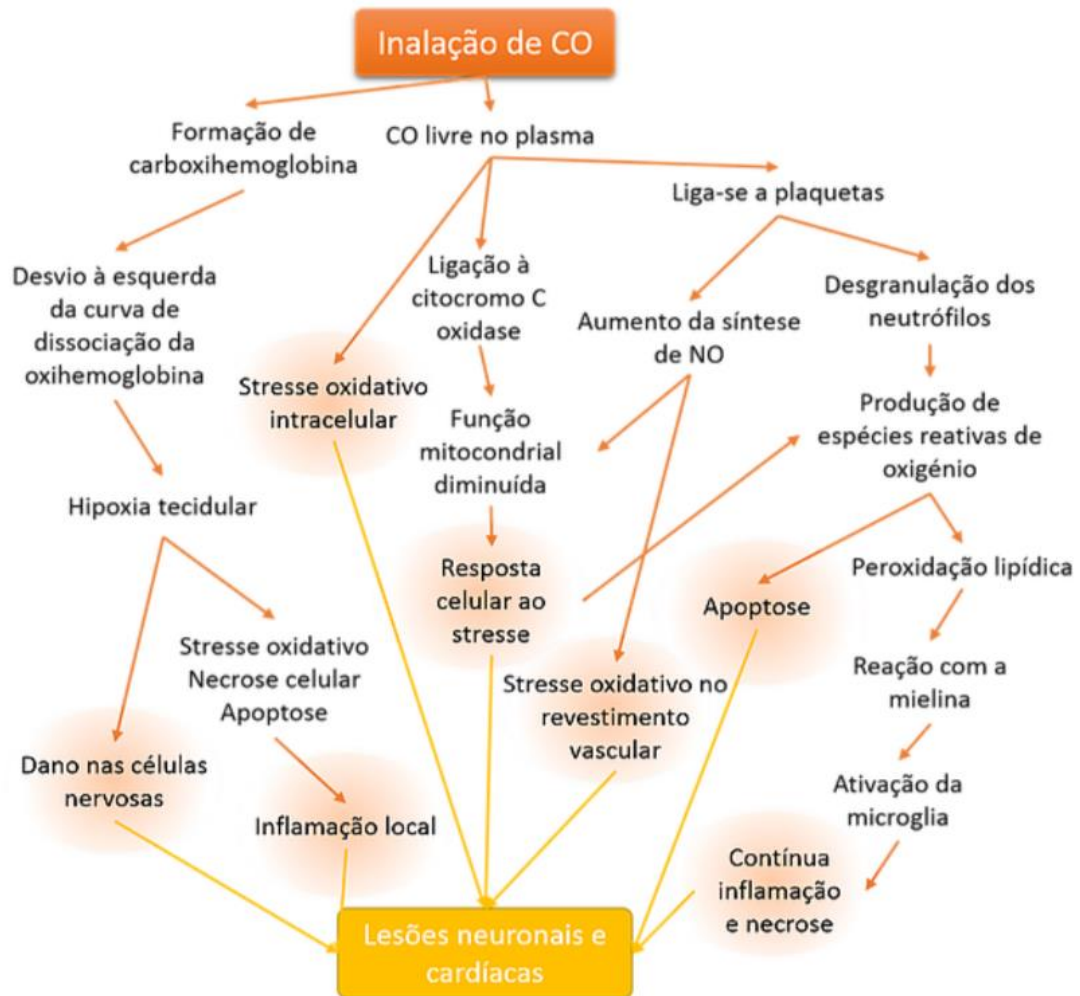 Inalação de CO
Formação de
carboxihemoglobina
CO livre no plasma
Liga-se a plaquetas
Desvio à esquerda
da curva de
dissociação da
oxihemoglobina
Ligação à
citocromo C
oxidase
Aumento da síntese
de NO
Desgranulação dos
neutrófilos
Stresse oxidativo
intracelular
Função
mitocondrial
diminuída
Produção de
espécies reativas de
oxigénio
Hipoxia tecidular
Resposta
celular ao
stresse
Apoptose
Peroxidação lipídica
Stresse oxidativo
Necrose celular
Apoptose
Stresse oxidativo no
revestimento
vascular
Reação com a
mielina
Dano nas células
nervosas
Inflamação local
Ativação da
microglia
Contínua
inflamação
e necrose
Lesões neuronais e
cardíacas